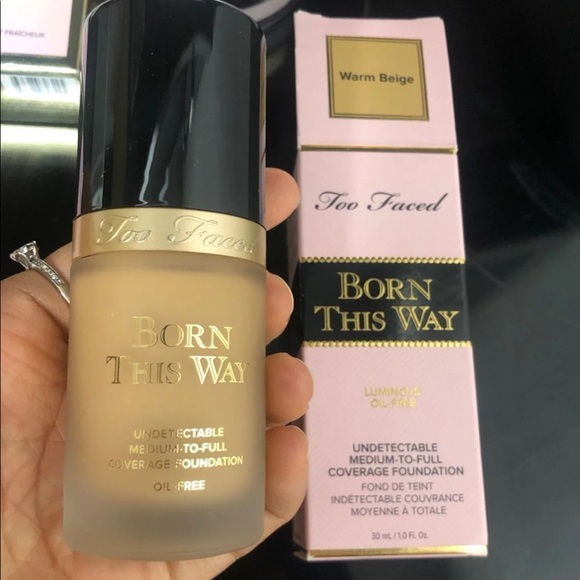 FRAÎCHEUR
Too Faced
BORN
THIS WAY
UNDETECTABLE
MEDIUM-TO-FULL
COVERAGE FOUNDATION
OIL-FREE
Warm Beige
Too Faced
BORN
THIS WAY
LUMINOUS
OIL-FREE
UNDETECTABLE
MEDIUM-TO-FULL
COVERAGE FOUNDATION
FOND DE TEINT
INDÉTECTABLE COUVRANCE
MOYENNE À TOTALE
30 mL / 1.0 Fl. Oz.